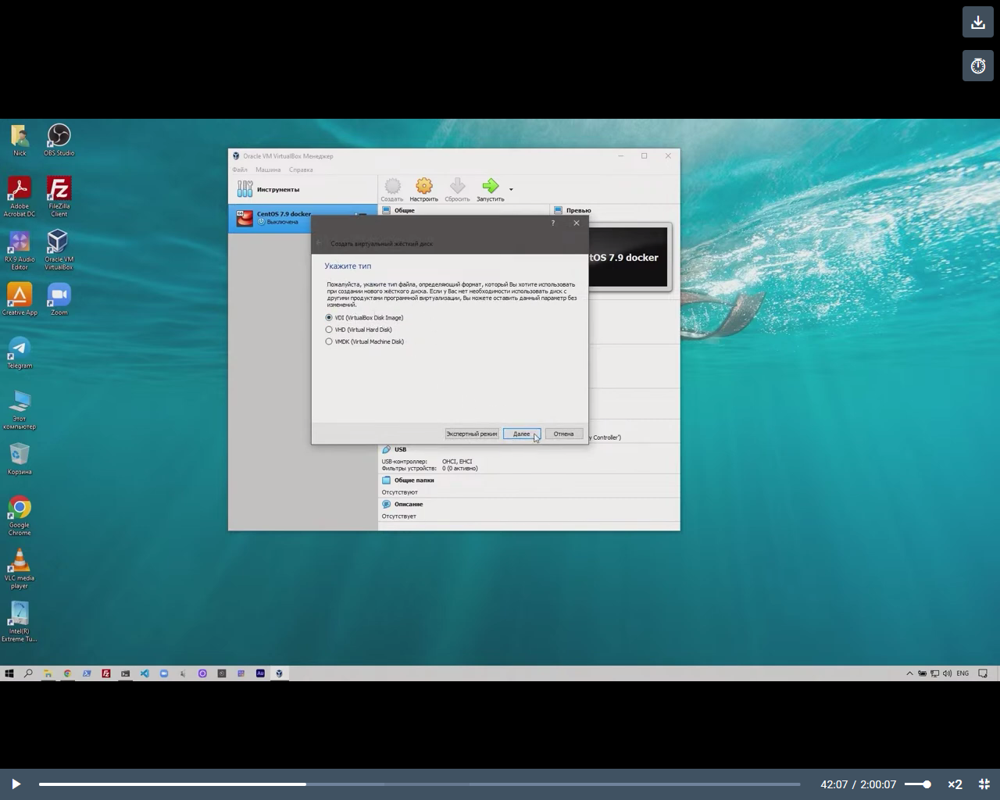 Nick
OBS Studio
Adobe
Acrobat DC
FileZilla
Client
RX 9 Audio
Editor
Oracle VM
VirtualBox
Creative App
Zoom
Telegram
Этот
компьютер
Корзина
Google
Chrome
VLC media
player
Intel(R)
Extreme Tu...
Oracle VM VirtualBox Менеджер
Файл Машина Справка
Инструменты
Создать Настроить Сбросить Запустить
CentOS 7.9 docker
Выключена
Общие
Превью
tOS 7.9 docker
Создать виртуальный жёсткий диск
Укажите тип
Пожалуйста, укажите тип файла, определяющий формат, который Вы хотите использовать
при создании нового жёсткого диска. Если у Вас нет необходимости использовать диск с
другими продуктами программной виртуализации, Вы можете оставить данный параметр без
изменений.
VDI (VirtualBox Disk Image)
VHD (Virtual Hard Disk)
VMDK (Virtual Machine Disk)
Экспертный режим Далее Отмена
y Controller')
USB
USB-контроллер: OHCI, EHCI
Фильтры устройств: 0 (0 активно)
Общие папки
Отсутствуют
Описание
Отсутствует
Au
ENG
42:07 / 2:00:07
×2